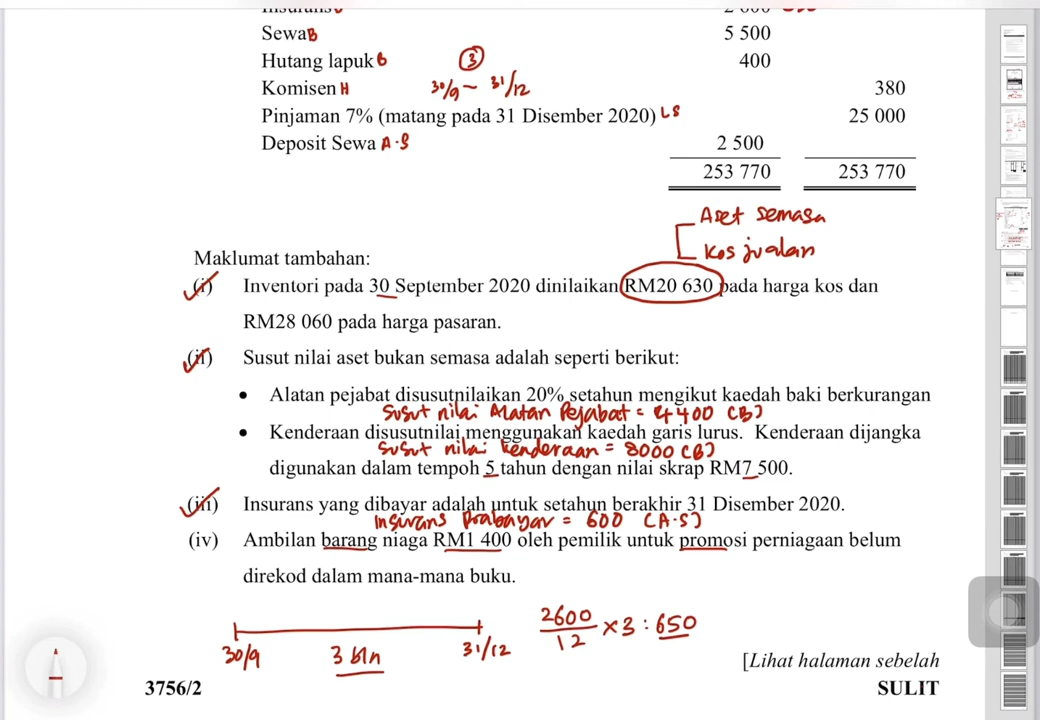 Insurans B 2 600
Sewa B 5 500
Hutang lapuk B 400
③
Komisen H 380
30/9 ~ 31/12
Pinjaman 7% (matang pada 31 Disember 2020) LS 25 000
Deposit Sewa A.S 2 500
253 770 253 770
Aset semasa
Kos jualan
Maklumat tambahan:
(i) Inventori pada 30 September 2020 dinilaikan RM20 630 pada harga kos dan
RM28 060 pada harga pasaran.
(ii) Susut nilai aset bukan semasa adalah seperti berikut:
• Alatan pejabat disusutnilaikan 20% setahun mengikut kaedah baki berkurangan
Susut nilai Alatan Pejabat = 4400 (B)
• Kenderaan disusutnilai menggunakan kaedah garis lurus. Kenderaan dijangka
Susut nilai kenderaan = 8000 (B)
digunakan dalam tempoh 5 tahun dengan nilai skrap RM7 500.
(iii) Insurans yang dibayar adalah untuk setahun berakhir 31 Disember 2020.
Insurans Prabayar = 600 (A.S)
(iv) Ambilan barang niaga RM1 400 oleh pemilik untuk promosi perniagaan belum
direkod dalam mana-mana buku.
2600/12 × 3 : 650
30/9 3 bln 31/12
[Lihat halaman sebelah
3756/2 SULIT